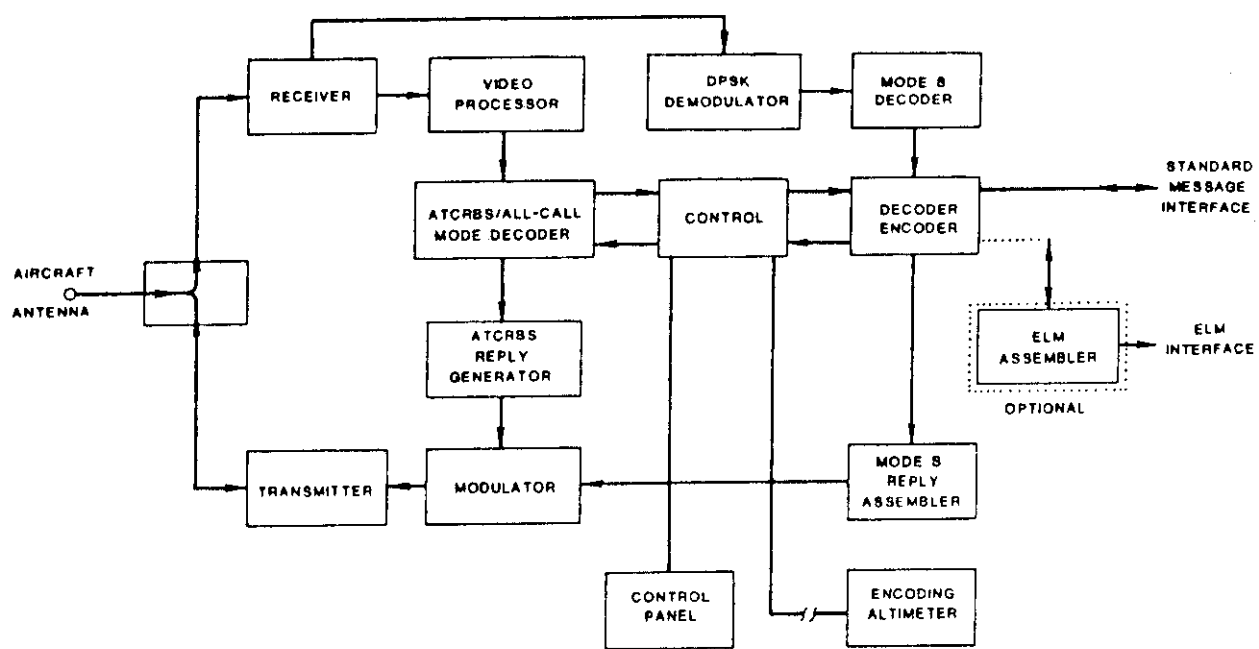 RECEIVER
VIDEO
PROCESSOR
DPSK
DEMODULATOR
MODE S
DECODER
ATCRBS/ALL-CALL
MODE DECODER
CONTROL
DECODER
ENCODER
STANDARD
MESSAGE
INTERFACE
AIRCRAFT
ANTENNA
ATCRBS
REPLY
GENERATOR
ELM
ASSEMBLER
ELM
INTERFACE
OPTIONAL
TRANSMITTER
MODULATOR
MODE S
REPLY
ASSEMBLER
CONTROL
PANEL
ENCODING
ALTIMETER